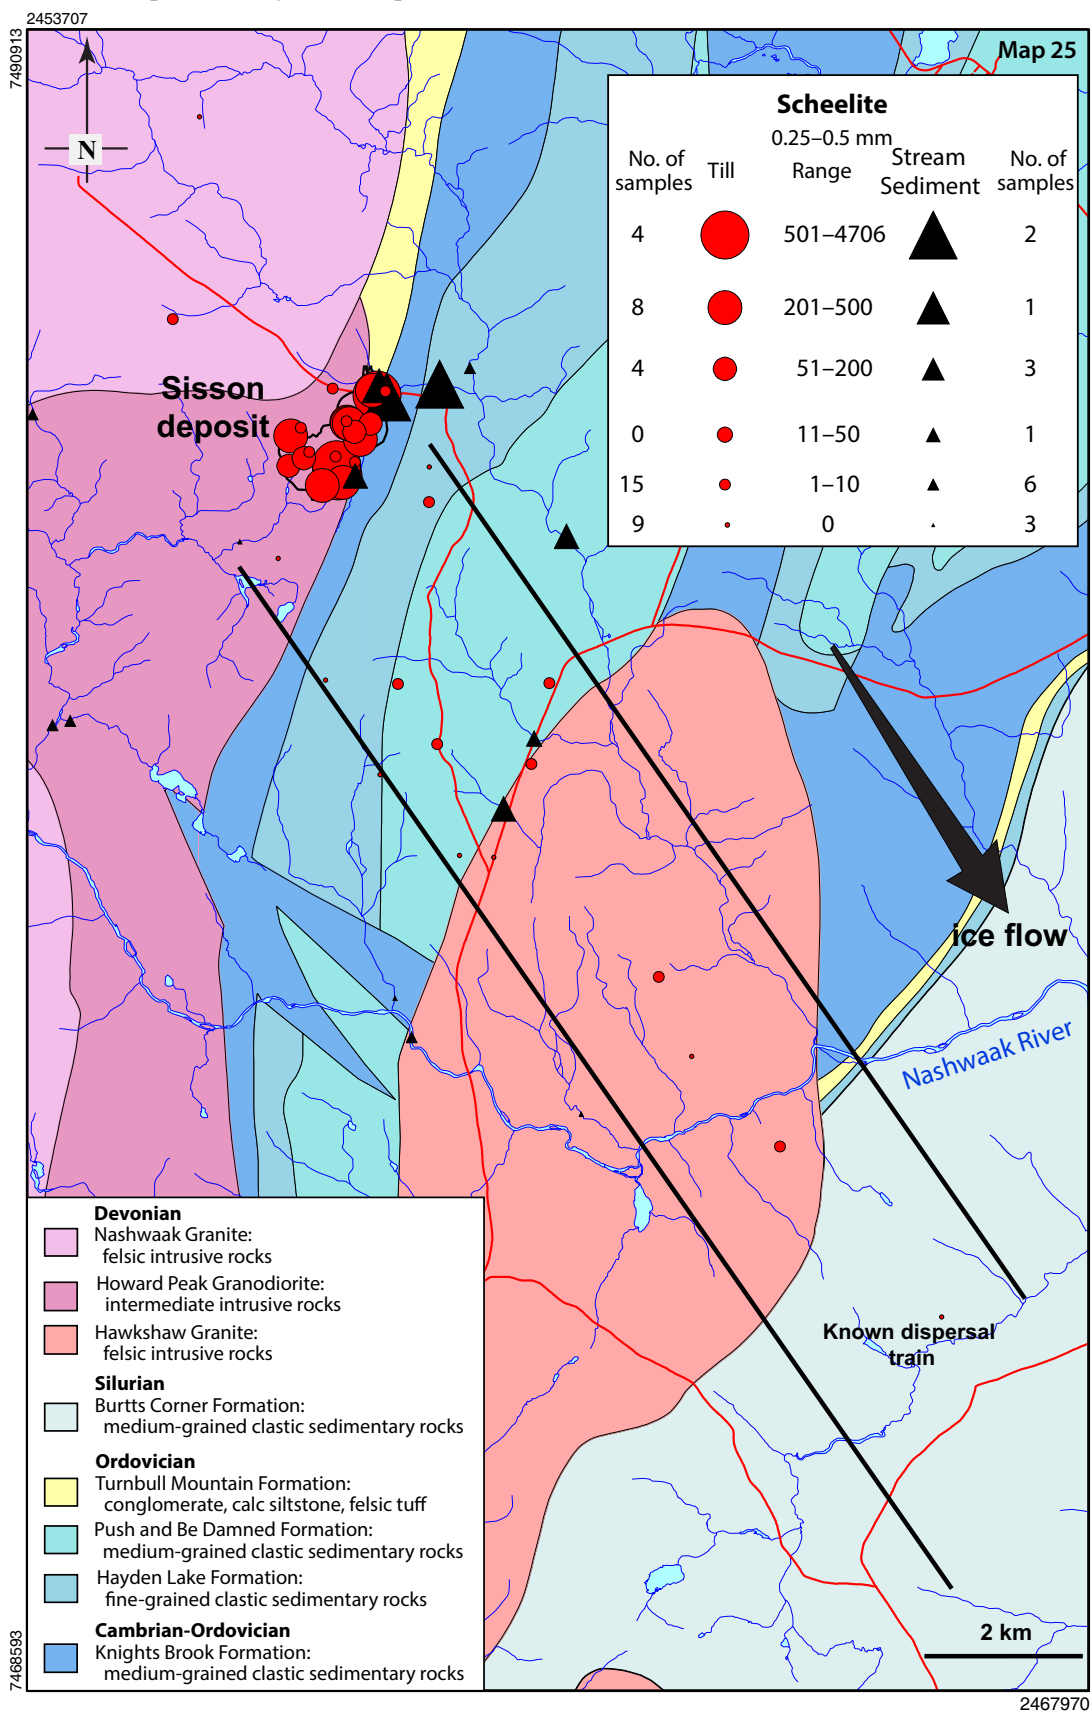 2453707
7490913
Map 25
Scheelite
0.25–0.5 mm
No. of samples
Till
Range
Stream Sediment
No. of samples
4 501–4706 2
8 201–500 1
4 51–200 3
0 11–50 1
15 1–10 6
9 0 3
N
Sisson
deposit
ice flow
Nashwaak River
Known dispersal
train
Devonian
Nashwaak Granite:
felsic intrusive rocks
Howard Peak Granodiorite:
intermediate intrusive rocks
Hawkshaw Granite:
felsic intrusive rocks
Silurian
Burtts Corner Formation:
medium-grained clastic sedimentary rocks
Ordovician
Turnbull Mountain Formation:
conglomerate, calc siltstone, felsic tuff
Push and Be Damned Formation:
medium-grained clastic sedimentary rocks
Hayden Lake Formation:
fine-grained clastic sedimentary rocks
Cambrian-Ordovician
Knights Brook Formation:
medium-grained clastic sedimentary rocks
2 km
7468593
2467970